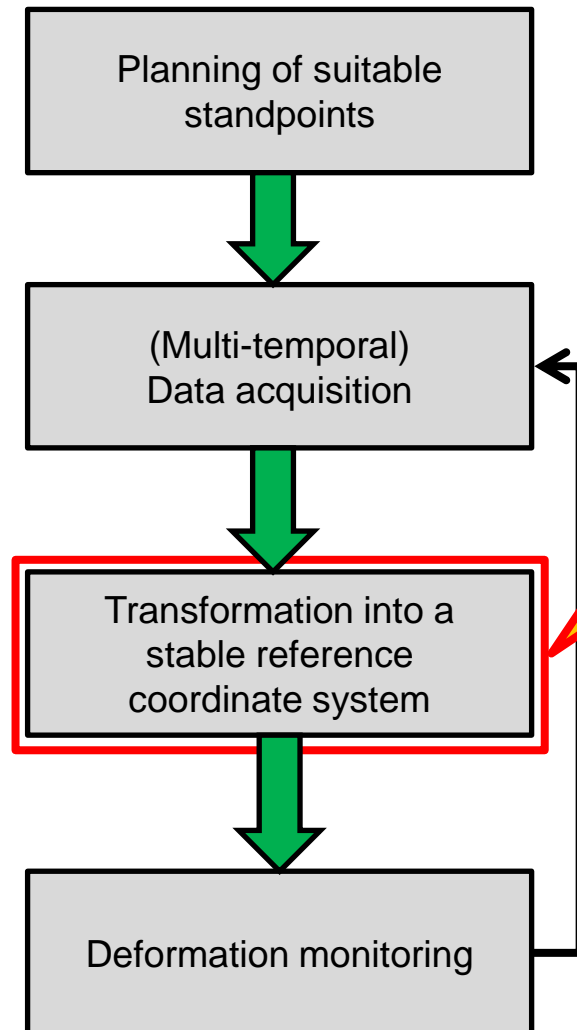 Planning of suitable
standpoints
(Multi-temporal)
Data acquisition
Transformation into a
stable reference
coordinate system
Deformation monitoring